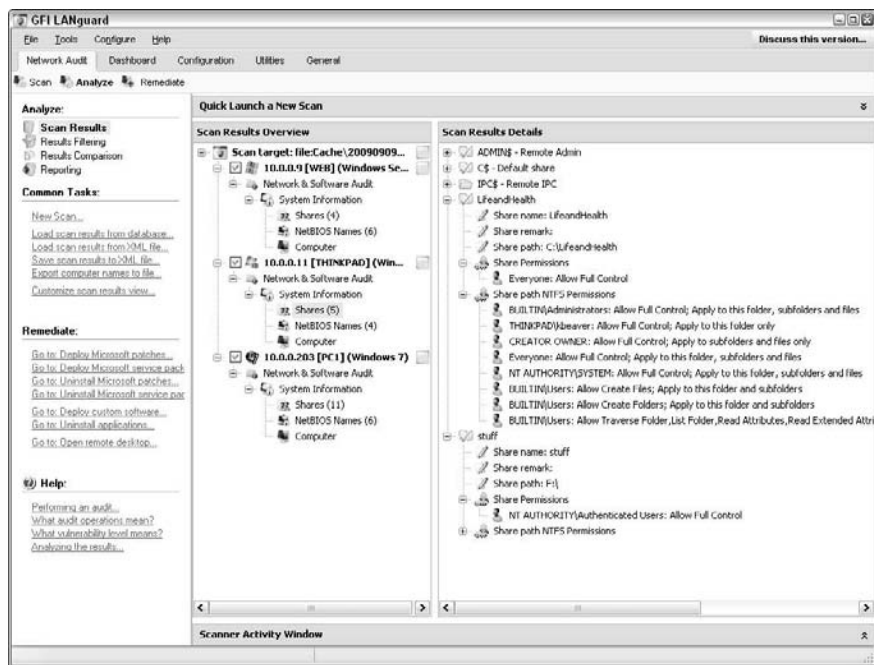 GFI LANguard
File Tools Configure Help
Discuss this version...
Network Audit Dashboard Configuration Utilities General
Scan Analyze Remediate
Analyze:
Scan Results
Results Filtering
Results Comparison
Reporting
Common Tasks:
New Scan...
Load scan results from database...
Load scan results from XML file...
Save scan results to XML file...
Export computer names to file...
Customize scan results view...
Remediate:
Go to: Deploy Microsoft patches...
Go to: Deploy Microsoft service pack
Go to: Uninstall Microsoft patches...
Go to: Uninstall Microsoft service par
Go to: Deploy custom software...
Go to: Uninstall applications...
Go to: Open remote desktop...
Help:
Performing an audit...
What audit operations mean?
What vulnerability level means?
Analyzing the results...
Quick Launch a New Scan
Scan Results Overview
Scan target: file:Cache\20090909...
10.0.0.9 [WEB] (Windows Se...
Network & Software Audit
System Information
Shares (4)
NetBIOS Names (6)
Computer
10.0.0.11 [THINKPAD] (Win...
Network & Software Audit
System Information
Shares (5)
NetBIOS Names (4)
Computer
10.0.0.203 [PC1] (Windows 7)
Network & Software Audit
System Information
Shares (11)
NetBIOS Names (6)
Computer
Scan Results Details
ADMIN$ - Remote Admin
C$ - Default share
IPC$ - Remote IPC
LifeandHealth
Share name: LifeandHealth
Share remark:
Share path: C:\LifeandHealth
Share Permissions
Everyone: Allow Full Control
Share path NTFS Permissions
BUILTIN\Administrators: Allow Full Control; Apply to this folder, subfolders and files
THINKPAD\kbeaver: Allow Full Control; Apply to this folder only
CREATOR OWNER: Allow Full Control; Apply to subfolders and files only
Everyone: Allow Full Control; Apply to this folder, subfolders and files
NT AUTHORITY\SYSTEM: Allow Full Control; Apply to this folder, subfolders and files
BUILTIN\Users: Allow Create Files; Apply to this folder and subfolders
BUILTIN\Users: Allow Create Folders; Apply to this folder and subfolders
BUILTIN\Users: Allow Traverse Folder,List Folder,Read Attributes,Read Extended Attri
stuff
Share name: stuff
Share remark:
Share path: F:\
Share Permissions
NT AUTHORITY\Authenticated Users: Allow Full Control
Share path NTFS Permissions
Scanner Activity Window